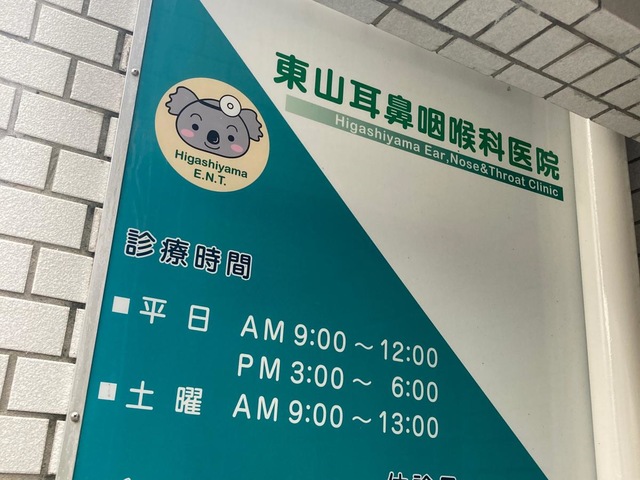 東山耳鼻咽喉科医院
Higashiyama Ear,Nose&Throat Clinic
Higashiyama
E.N.T.
診療時間
■平日 AM 9:00～12:00
PM 3:00～ 6:00
■土曜 AM 9:00～13:00